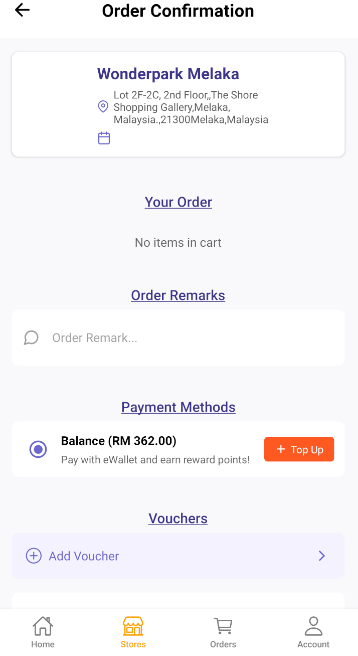 Order Confirmation
Wonderpark Melaka
Lot 2F-2C, 2nd Floor,,The Shore
Shopping Gallery,Melaka,
Malaysia.,21300Melaka,Malaysia
Your Order
No items in cart
Order Remarks
Order Remark...
Payment Methods
Balance (RM 362.00)
Pay with eWallet and earn reward points!
+ Top Up
Vouchers
Add Voucher
Home
Stores
Orders
Account